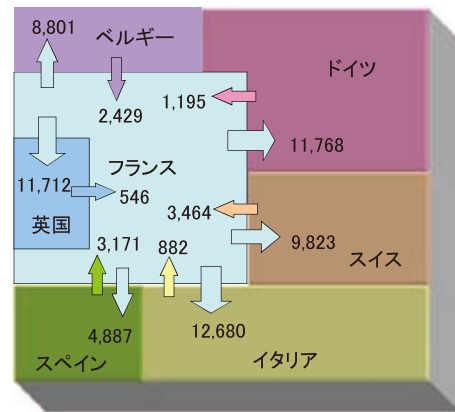 8,801
ベルギー
ドイツ
2,429
1,195
11,768
フランス
11,712
546
英国
3,464
3,171
882
9,823
スイス
4,887
12,680
スペイン
イタリア